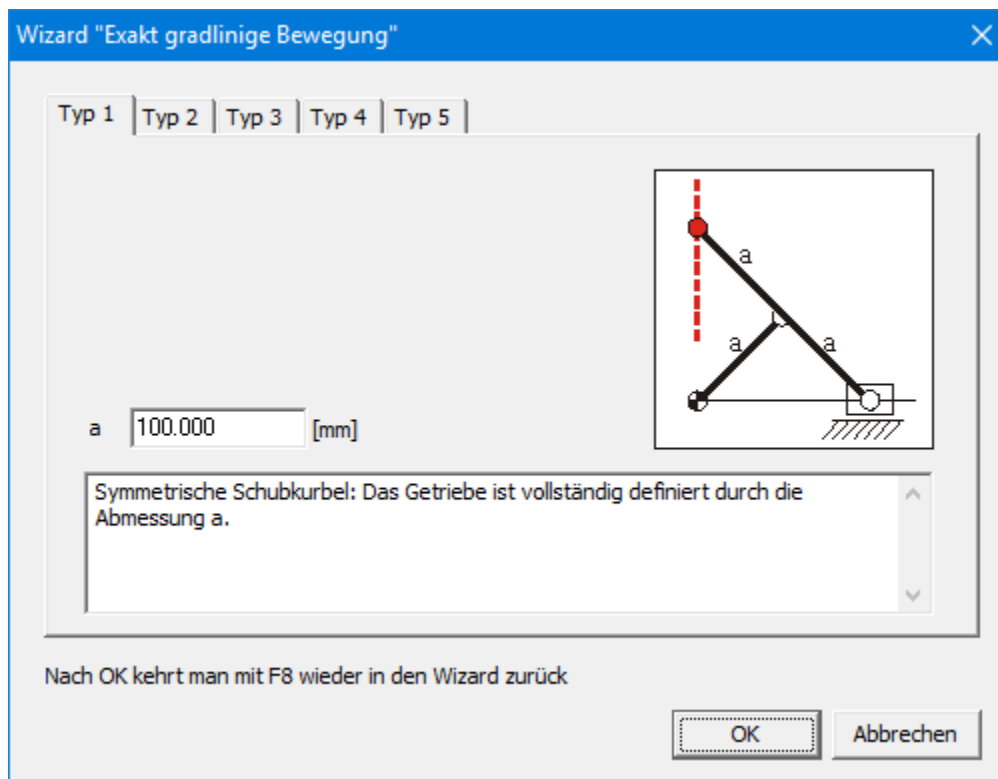 Wizard "Exakt gradlinige Bewegung"
Typ 1 Typ 2 Typ 3 Typ 4 Typ 5
a
a a
a 100.000 [mm]
Symmetrische Schubkurbel: Das Getriebe ist vollständig definiert durch die
Abmessung a.
Nach OK kehrt man mit F8 wieder in den Wizard zurück
OK Abbrechen